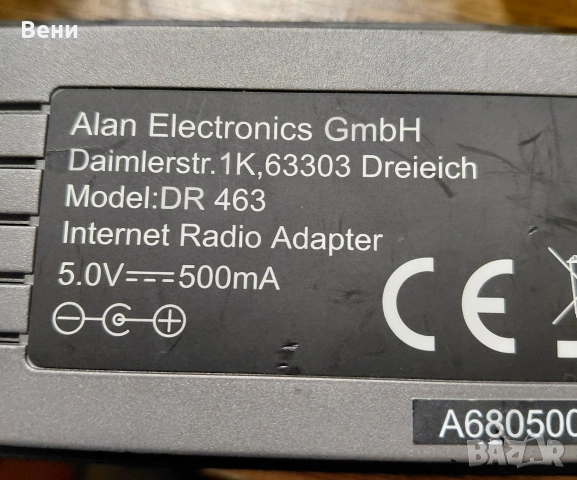 Вени
Alan Electronics GmbH
Daimlerstr.1K,63303 Dreieich
Model:DR 463
Internet Radio Adapter
5.0V⎓500mA
CE
A680500
BAZAR